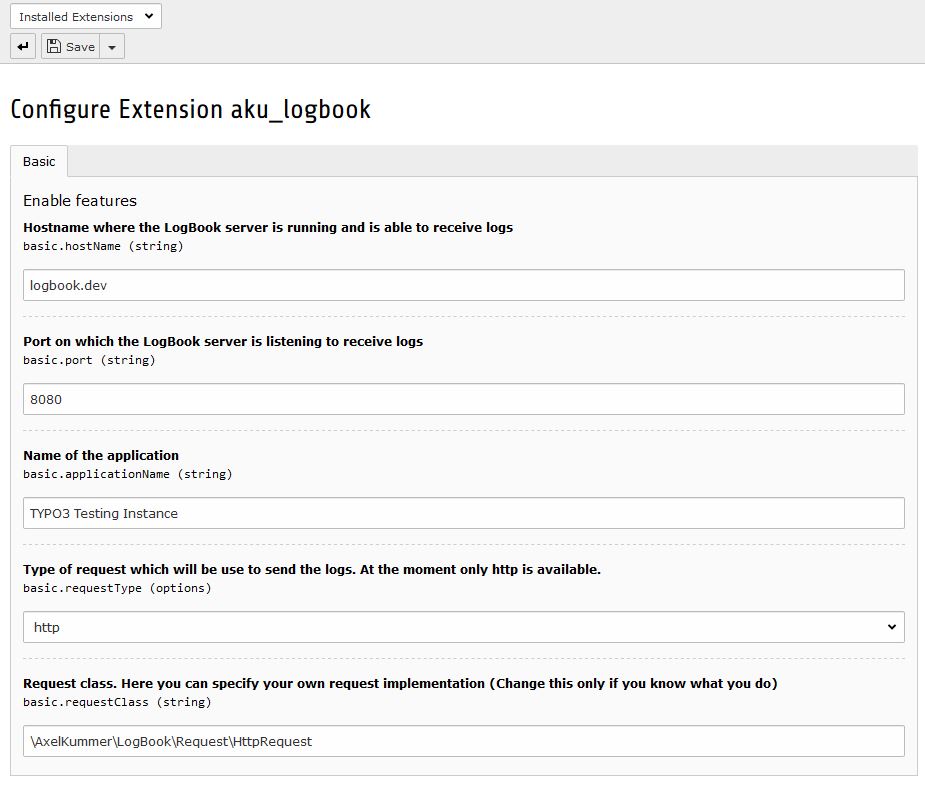 Installed Extensions
Save
Configure Extension aku_logbook
Basic
Enable features
Hostname where the LogBook server is running and is able to receive logs
basic.hostName (string)
logbook.dev
Port on which the LogBook server is listening to receive logs
basic.port (string)
8080
Name of the application
basic.applicationName (string)
TYPO3 Testing Instance
Type of request which will be use to send the logs. At the moment only http is available.
basic.requestType (options)
http
Request class. Here you can specify your own request implementation (Change this only if you know what you do)
basic.requestClass (string)
\AxelKummer\LogBook\Request\HttpRequest